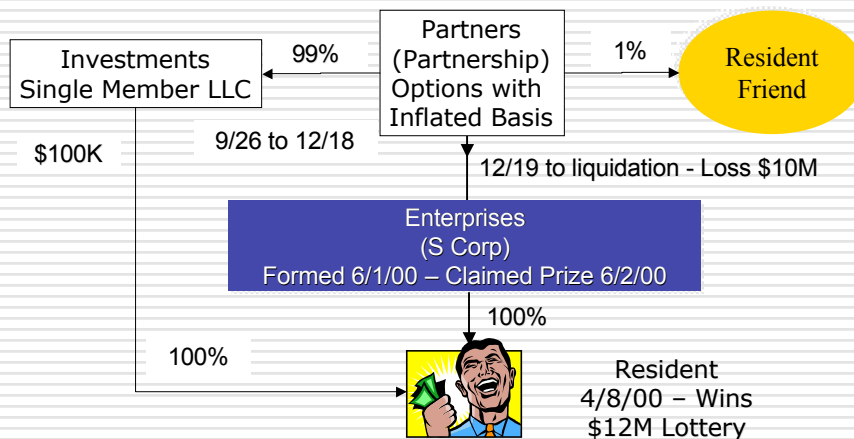 Investments
Single Member LLC
99%
Partners
(Partnership)
Options with
Inflated Basis
1%
Resident
Friend
$100K
9/26 to 12/18
12/19 to liquidation - Loss $10M
Enterprises
(S Corp)
Formed 6/1/00 – Claimed Prize 6/2/00
100%
100%
Resident
4/8/00 – Wins
$12M Lottery